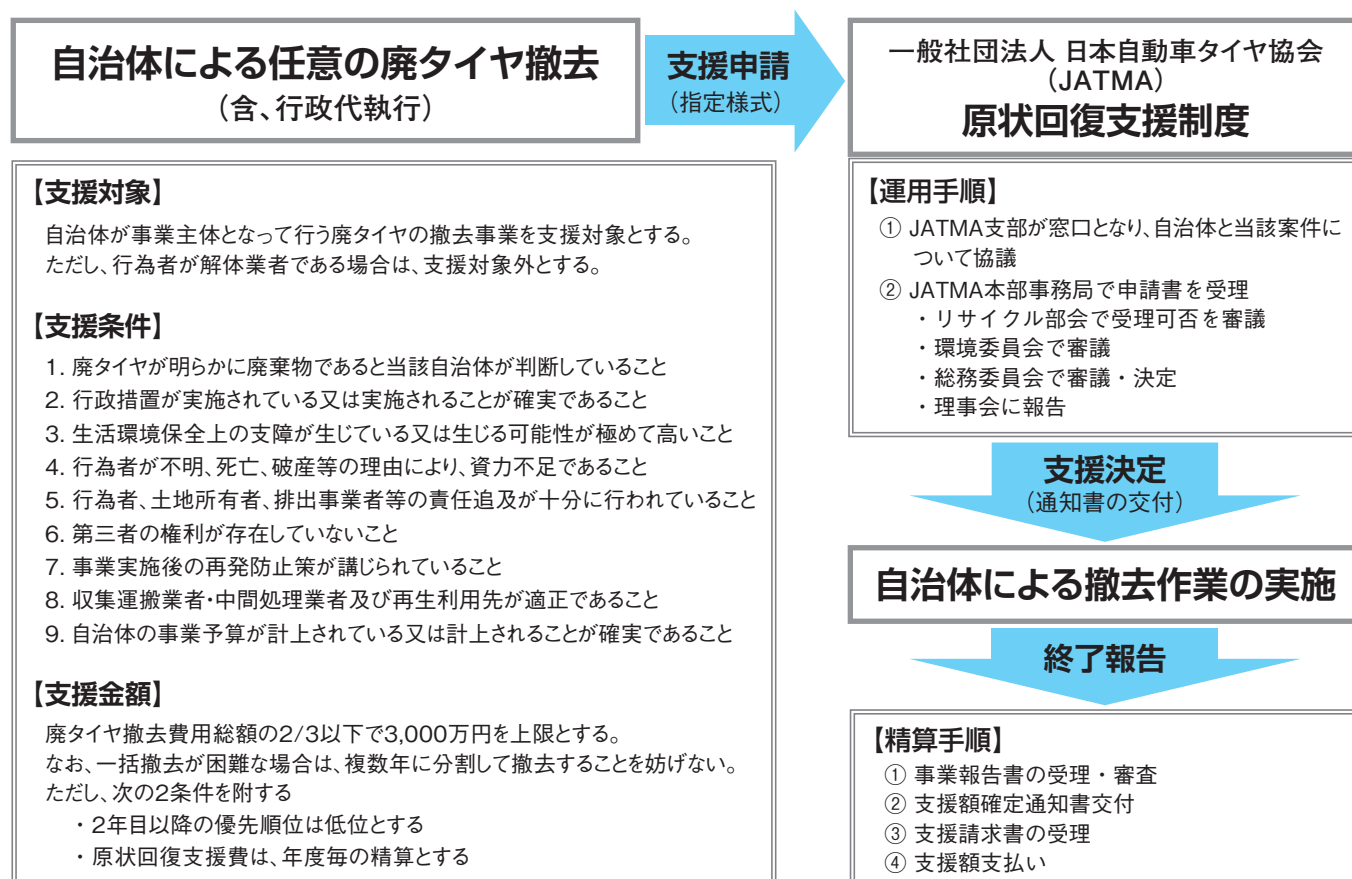 自治体による任意の廃タイヤ撤去
（含、行政代執行）
支援申請
（指定様式）
一般社団法人 日本自動車タイヤ協会
（JATMA）
原状回復支援制度
【支援対象】
自治体が事業主体となって行う廃タイヤの撤去事業を支援対象とする。
ただし、行為者が解体業者である場合は、支援対象外とする。
【支援条件】
1. 廃タイヤが明らかに廃棄物であると当該自治体が判断していること
2. 行政措置が実施されている又は実施されることが確実であること
3. 生活環境保全上の支障が生じている又は生じる可能性が極めて高いこと
4. 行為者が不明、死亡、破産等の理由により、資力不足であること
5. 行為者、土地所有者、排出事業者等の責任追及が十分に行われていること
6. 第三者の権利が存在していないこと
7. 事業実施後の再発防止策が講じられていること
8. 収集運搬業者・中間処理業者及び再生利用先が適正であること
9. 自治体の事業予算が計上されている又は計上されることが確実であること
【支援金額】
廃タイヤ撤去費用総額の2/3以下で3,000万円を上限とする。
なお、一括撤去が困難な場合は、複数年に分割して撤去することを妨げない。
ただし、次の2条件を附する
・2年目以降の優先順位は低位とする
・原状回復支援費は、年度毎の精算とする
【運用手順】
① JATMA支部が窓口となり、自治体と当該案件に
ついて協議
② JATMA本部事務局で申請書を受理
・リサイクル部会で受理可否を審議
・環境委員会で審議
・総務委員会で審議・決定
・理事会に報告
支援決定
（通知書の交付）
自治体による撤去作業の実施
終了報告
【精算手順】
① 事業報告書の受理・審査
② 支援額確定通知書交付
③ 支援請求書の受理
④ 支援額支払い